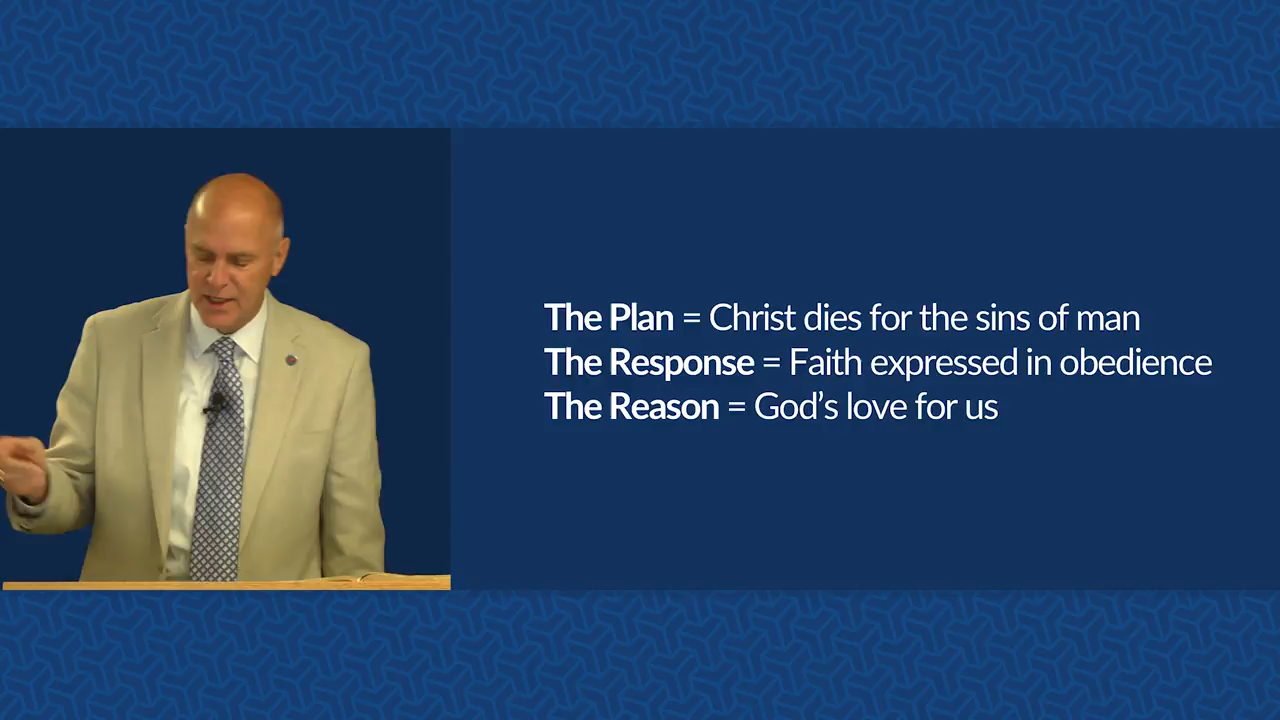 The Plan = Christ dies for the sins of man
The Response = Faith expressed in obedience
The Reason = God’s love for us